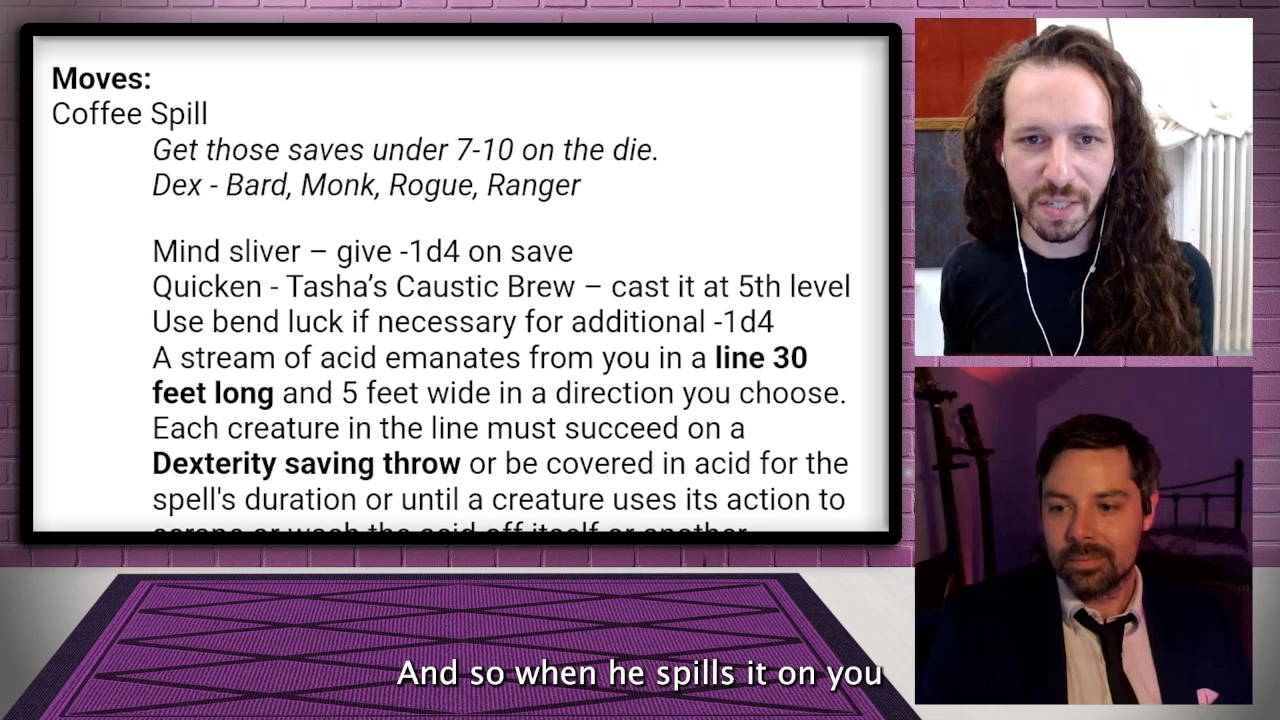 Moves:
Coffee Spill
Get those saves under 7-10 on the die.
Dex - Bard, Monk, Rogue, Ranger
Mind sliver – give -1d4 on save
Quicken - Tasha's Caustic Brew – cast it at 5th level
Use bend luck if necessary for additional -1d4
A stream of acid emanates from you in a line 30
feet long and 5 feet wide in a direction you choose.
Each creature in the line must succeed on a
Dexterity saving throw or be covered in acid for the
spell's duration or until a creature uses its action to
And so when he spills it on you